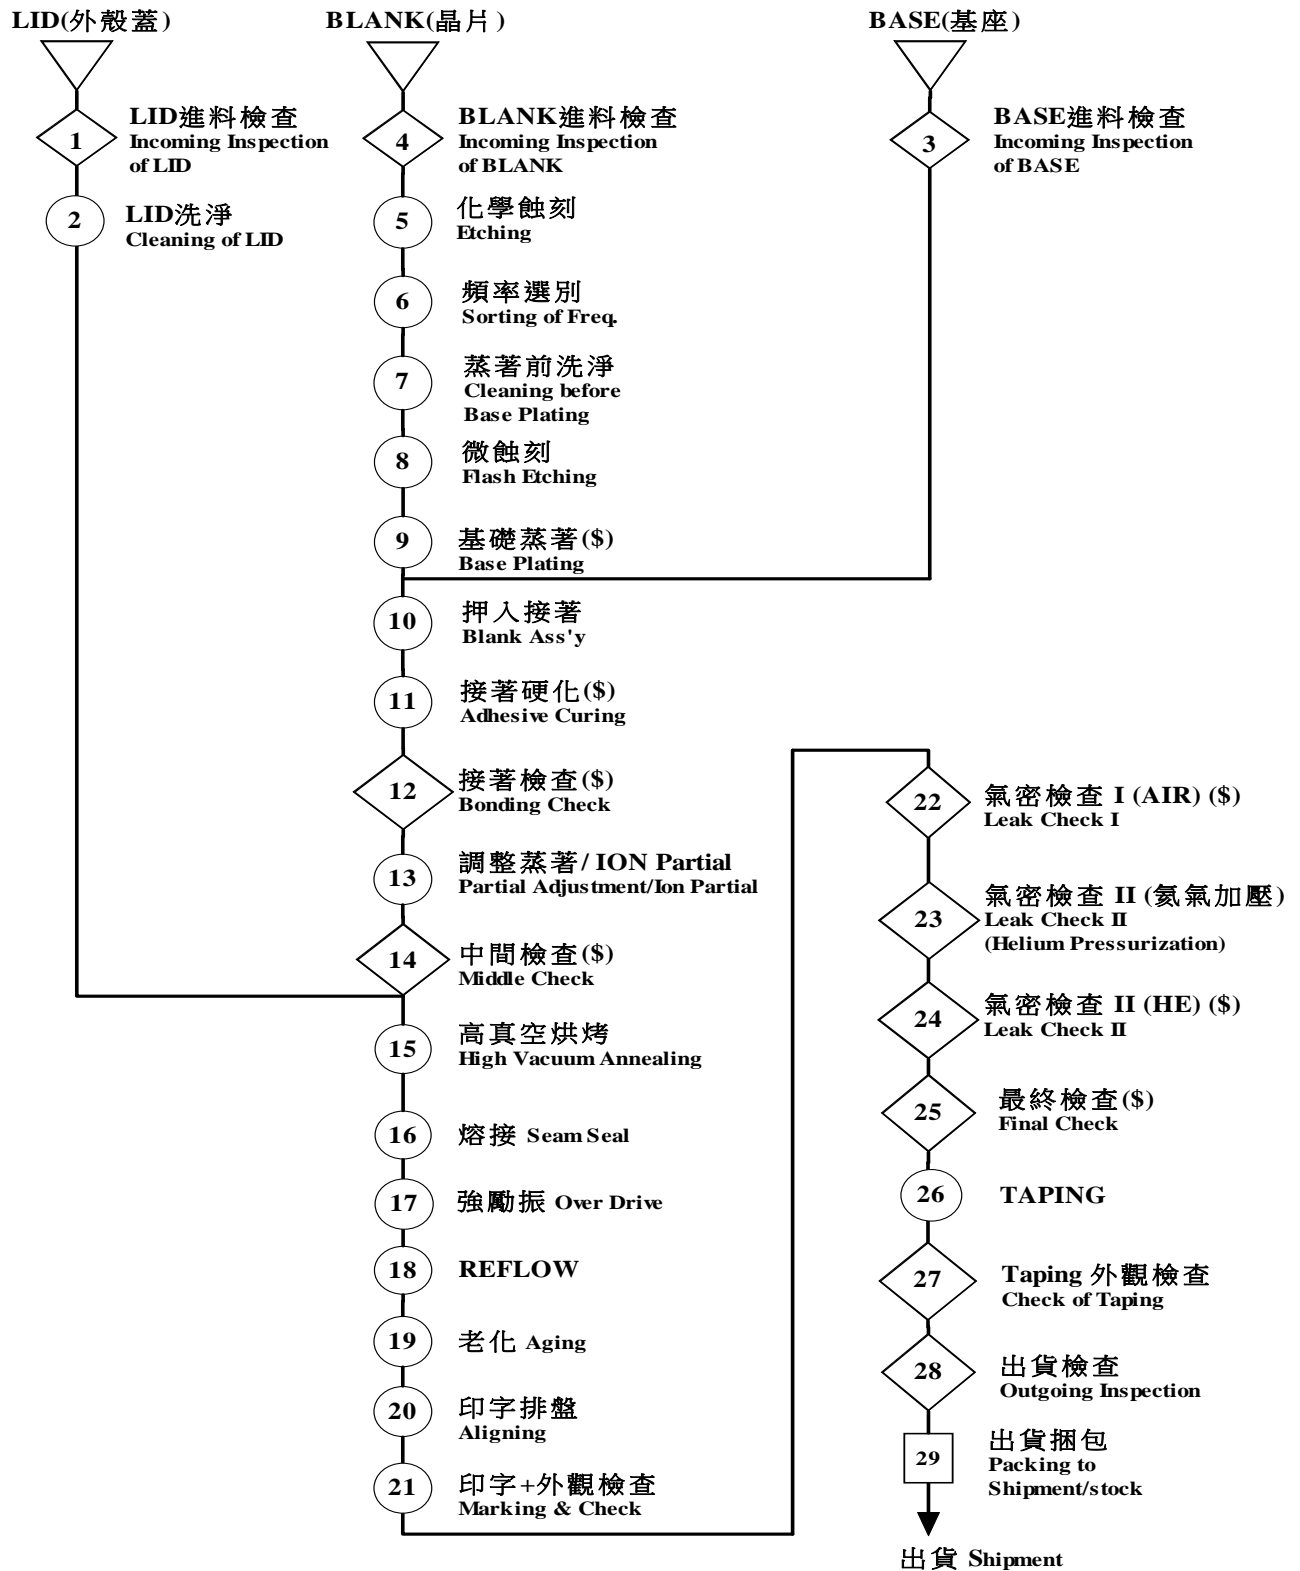 LID(外殼蓋)
1
LID進料檢查
Incoming Inspection
of LID
2
LID洗淨
Cleaning of LID
BLANK(晶片)
4
BLANK進料檢查
Incoming Inspection
of BLANK
5
化學蝕刻
Etching
6
頻率選別
Sorting of Freq.
7
蒸著前洗淨
Cleaning before
Base Plating
8
微蝕刻
Flash Etching
9
基礎蒸著($)
Base Plating
BASE(基座)
3
BASE進料檢查
Incoming Inspection
of BASE
10
押入接著
Blank Ass'y
11
接著硬化($)
Adhesive Curing
12
接著檢查($)
Bonding Check
13
調整蒸著/ ION Partial
Partial Adjustment/Ion Partial
14
中間檢查($)
Middle Check
15
高真空烘烤
High Vacuum Annealing
16
熔接 Seam Seal
17
強勵振 Over Drive
18
REFLOW
19
老化 Aging
20
印字排盤
Aligning
21
印字+外觀檢查
Marking & Check
22
氣密檢查 I (AIR) ($)
Leak Check I
23
氣密檢查 II (氦氣加壓)
Leak Check II
(Helium Pressurization)
24
氣密檢查 II (HE) ($)
Leak Check II
25
最終檢查($)
Final Check
26
TAPING
27
Taping 外觀檢查
Check of Taping
28
出貨檢查
Outgoing Inspection
29
出貨捆包
Packing to
Shipment/stock
出貨 Shipment